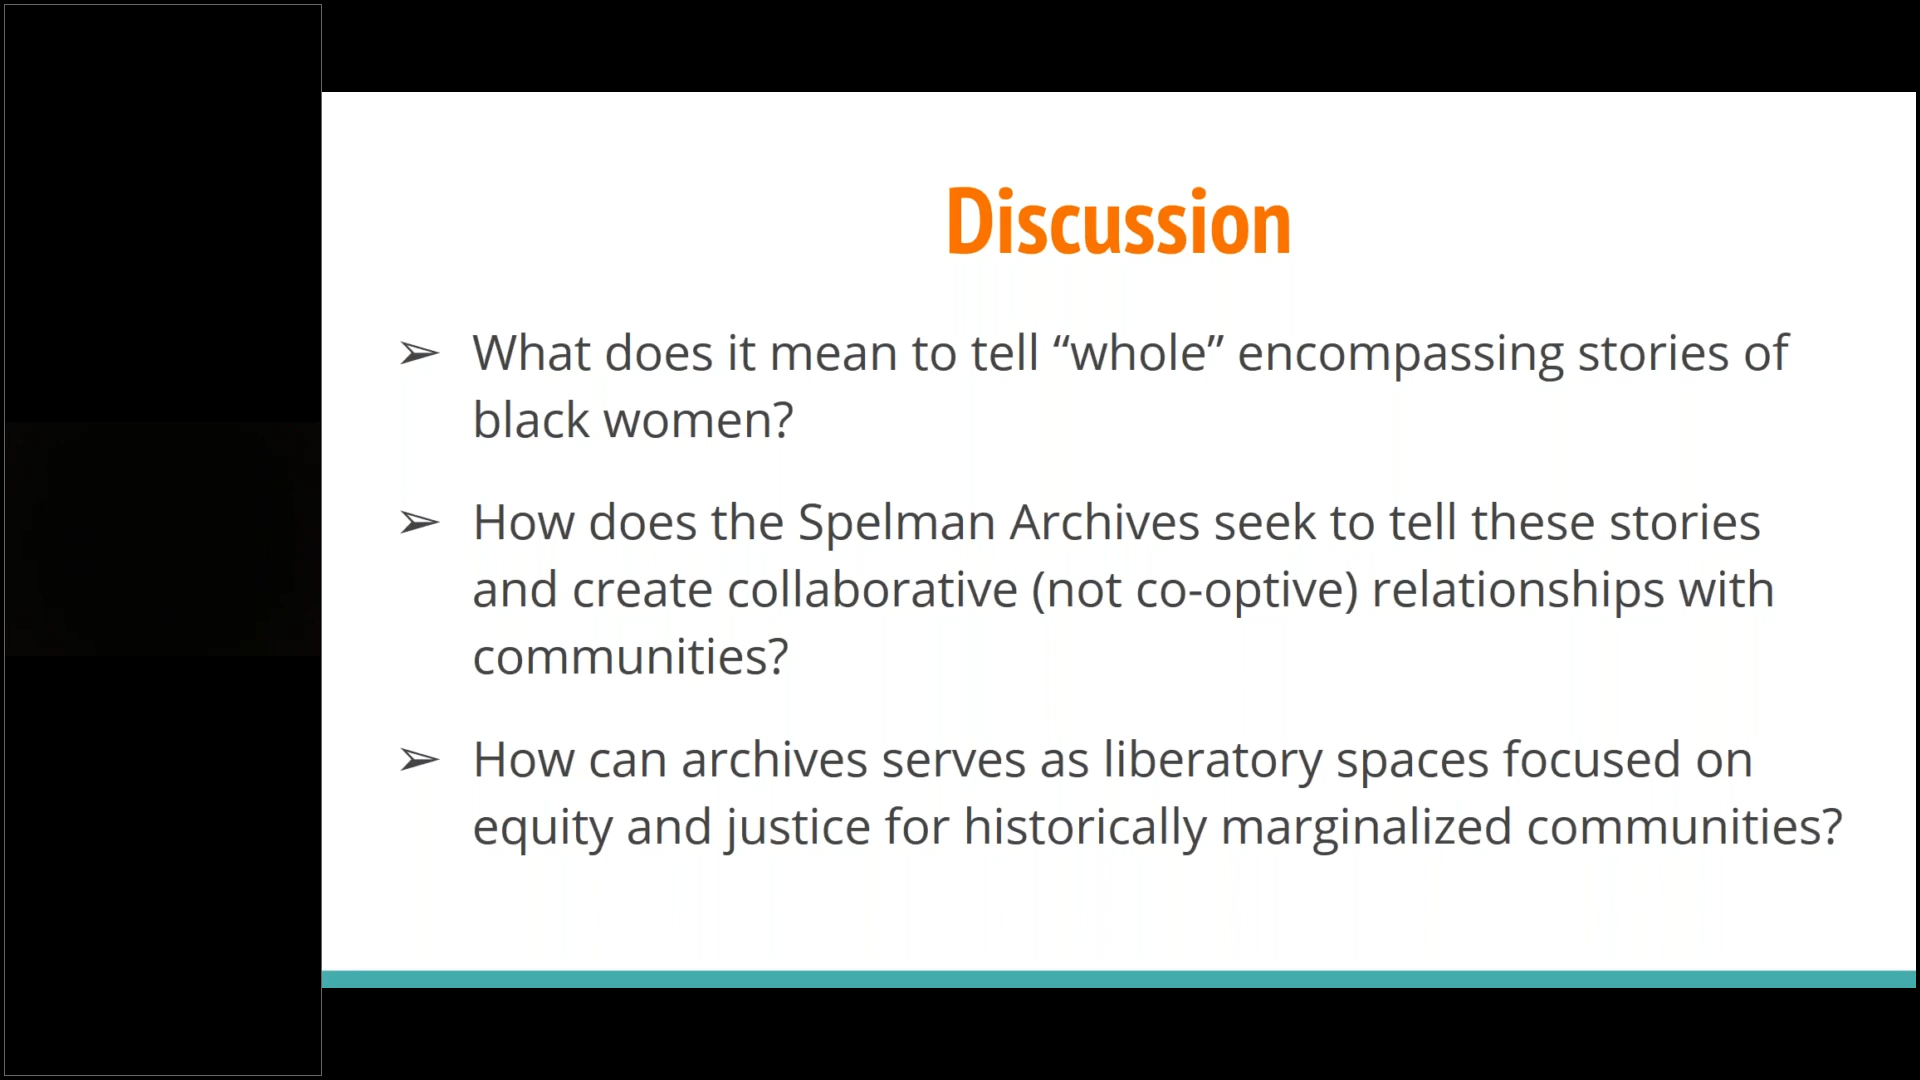 Discussion
➢ What does it mean to tell “whole” encompassing stories of
black women?
➢ How does the Spelman Archives seek to tell these stories
and create collaborative (not co-optive) relationships with
communities?
➢ How can archives serves as liberatory spaces focused on
equity and justice for historically marginalized communities?